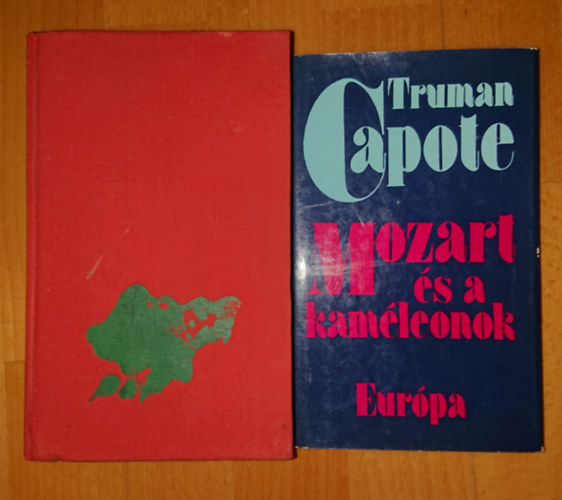 Truman
Capote
Mozart
és a
kaméleonok
Európa